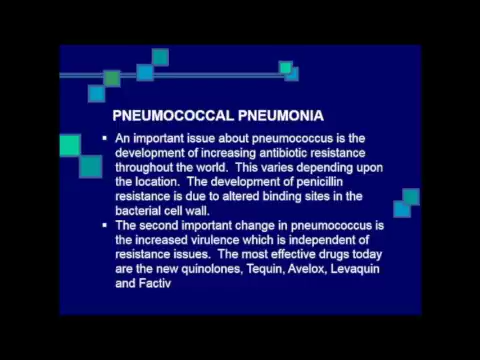 PNEUMOCOCCAL PNEUMONIA
An important issue about pneumococcus is the
development of increasing antibiotic resistance
throughout the world. This varies depending upon
the location. The development of penicillin
resistance is due to altered binding sites in the
bacterial cell wall.
The second important change in pneumococcus is
the increased virulence which is independent of
resistance issues. The most effective drugs today
are the new quinolones, Tequin, Avelox, Levaquin
and Factiv